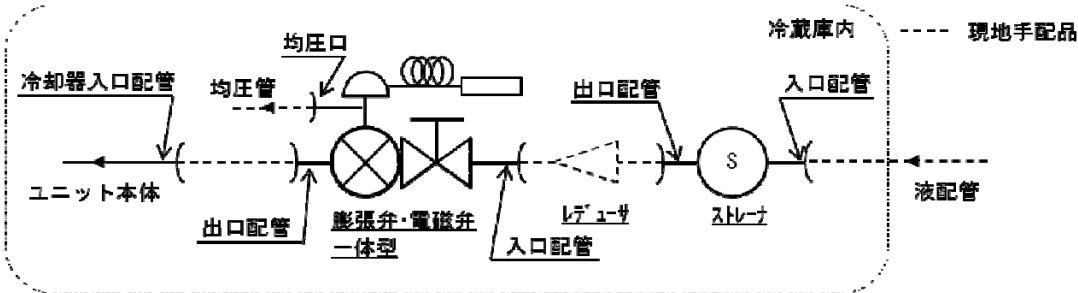 冷蔵庫内
現地手配品
均圧口
冷却器入口配管
均圧管
出口配管
入口配管
S
ユニット本体
液配管
出口配管
膨張弁・電磁弁
一体型
入口配管
レデューサ
ストレーナ